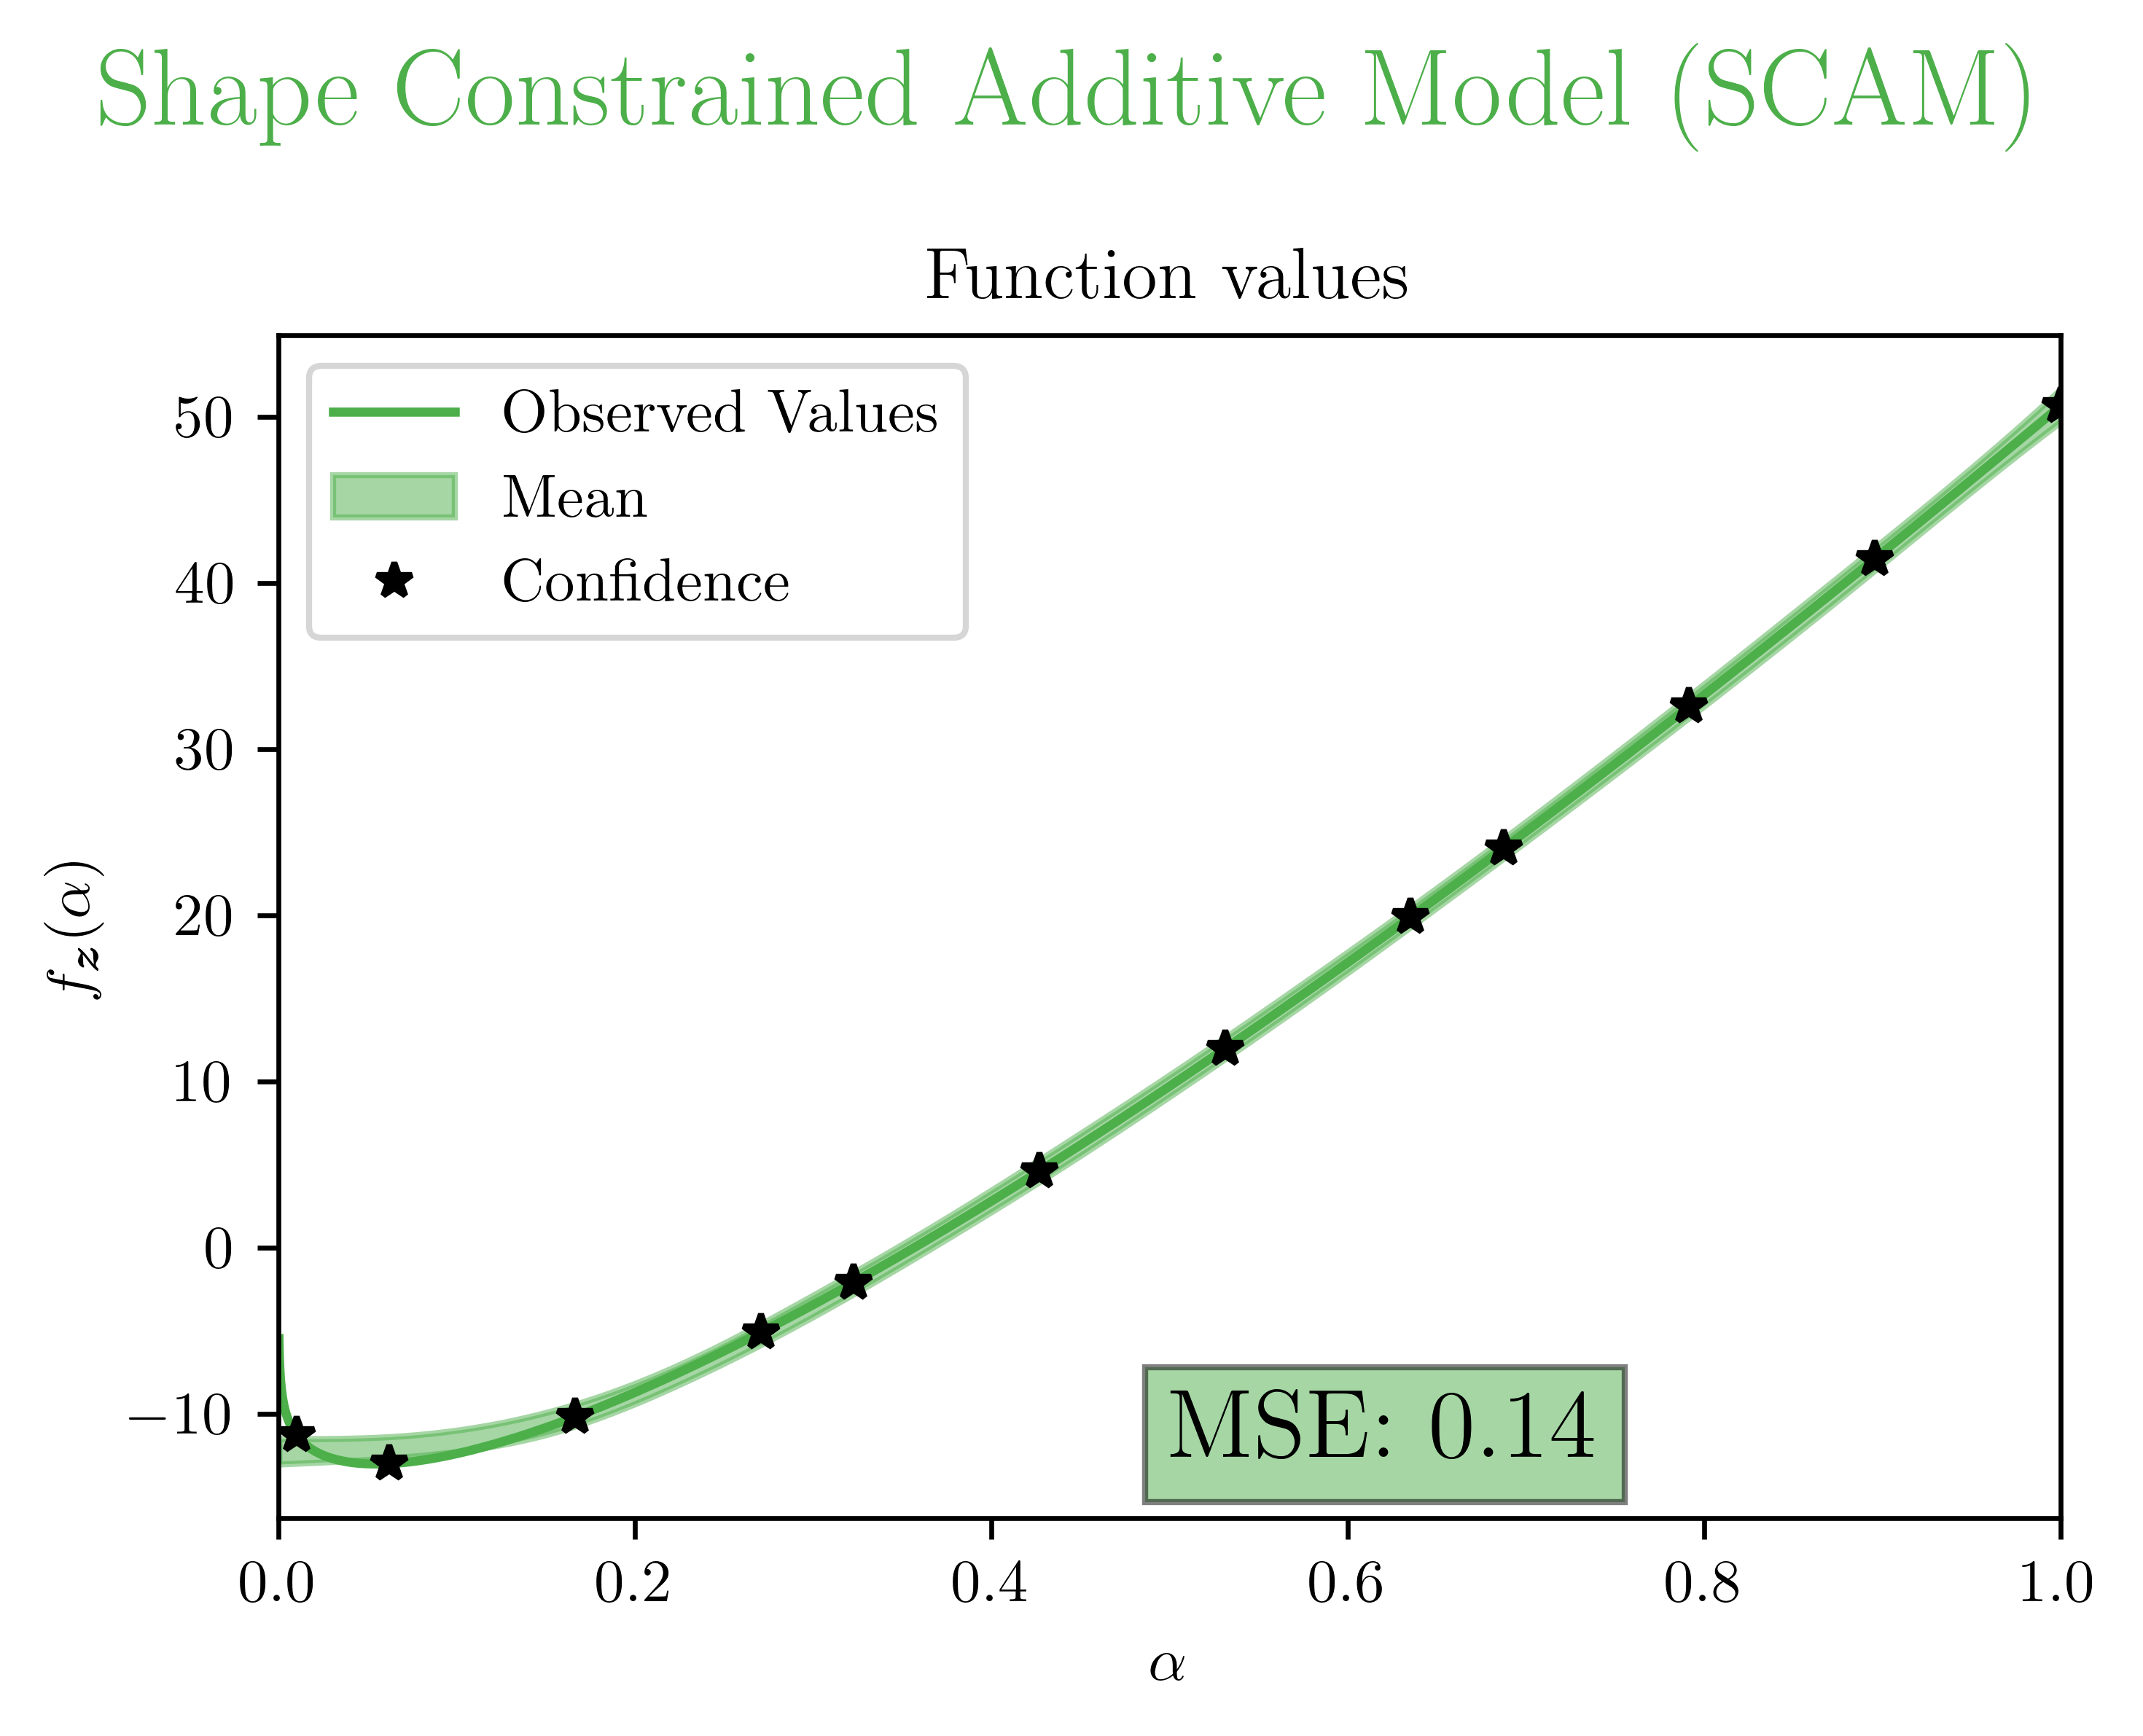 Shape Constrained Additive Model (SCAM)
Function values
Observed Values
Mean
Confidence
50
40
30
20
10
0
−10
f_z(α)
MSE: 0.14
0.0 0.2 0.4 0.6 0.8 1.0
α